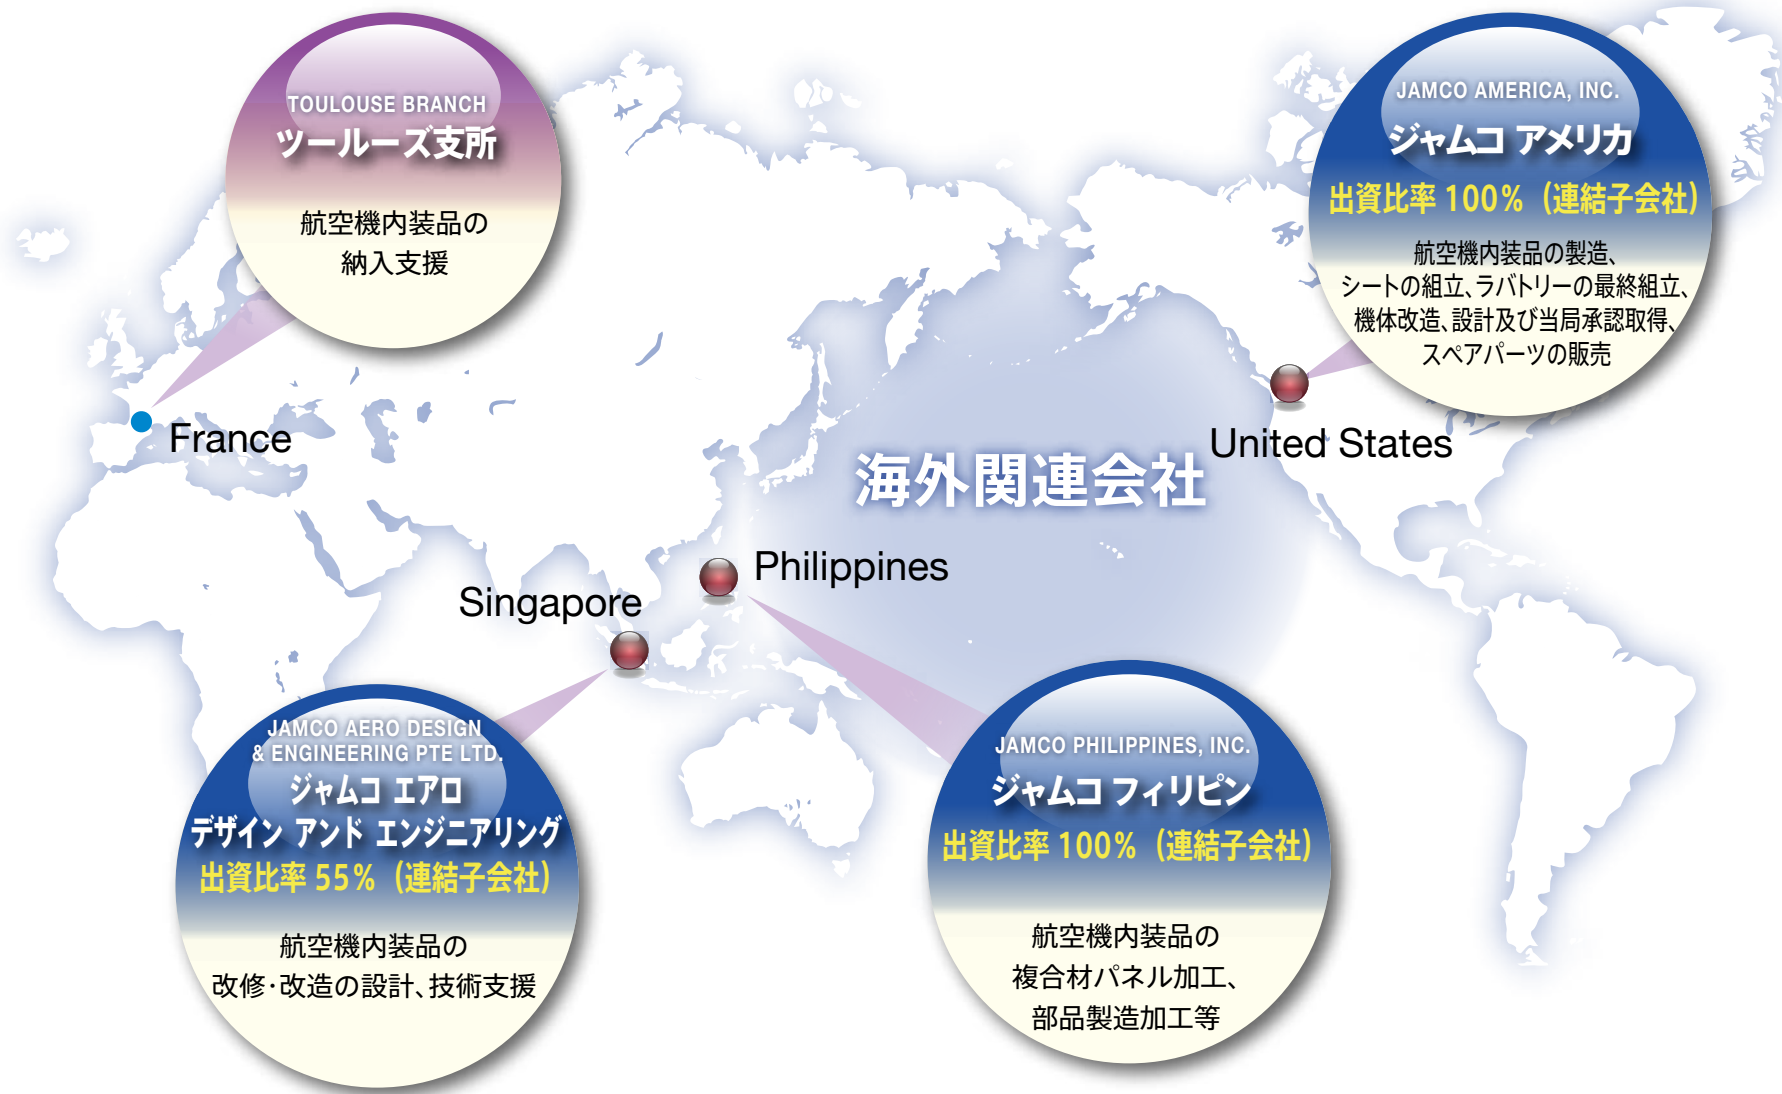 TOULOUSE BRANCH
ツールーズ支所
航空機内装品の
納入支援
France
JAMCO AMERICA, INC.
ジャムコ アメリカ
出資比率 100%（連結子会社）
航空機内装品の製造、
シートの組立、ラバトリーの最終組立、
機体改造、設計及び当局承認取得、
スペアパーツの販売
United States
海外関連会社
Philippines
Singapore
JAMCO AERO DESIGN
& ENGINEERING PTE LTD.
ジャムコ エアロ
デザイン アンド エンジニアリング
出資比率 55%（連結子会社）
航空機内装品の
改修・改造の設計、技術支援
JAMCO PHILIPPINES, INC.
ジャムコ フィリピン
出資比率 100%（連結子会社）
航空機内装品の
複合材パネル加工、
部品製造加工等